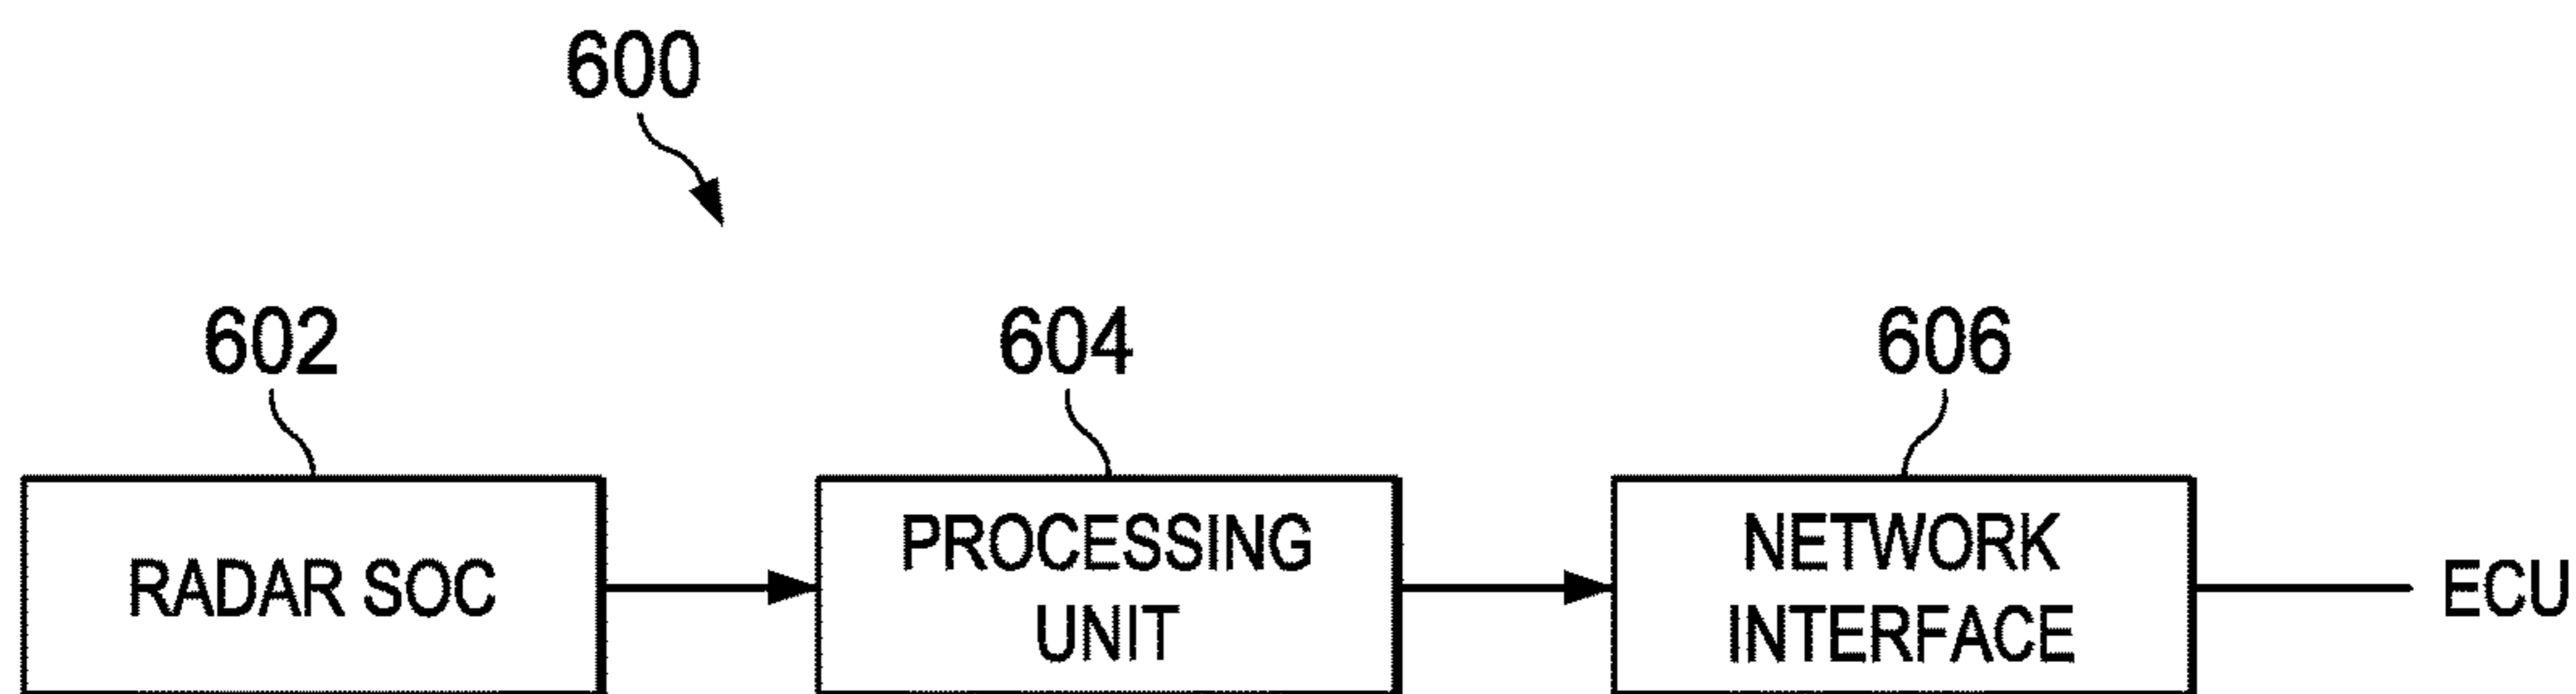 600
602
604
606
RADAR SOC
PROCESSING
UNIT
NETWORK
INTERFACE
ECU